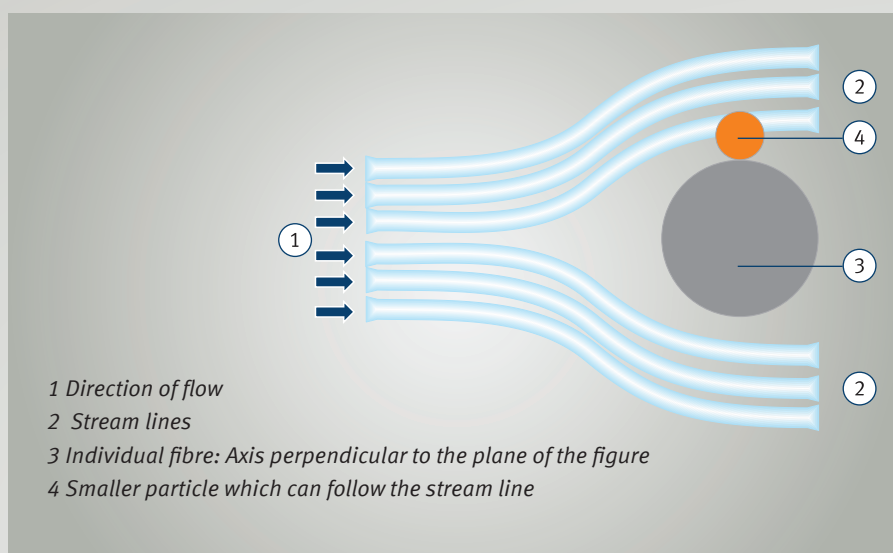 2
4
1
3
2
1 Direction of flow
2 Stream lines
3 Individual fibre: Axis perpendicular to the plane of the figure
4 Smaller particle which can follow the stream line